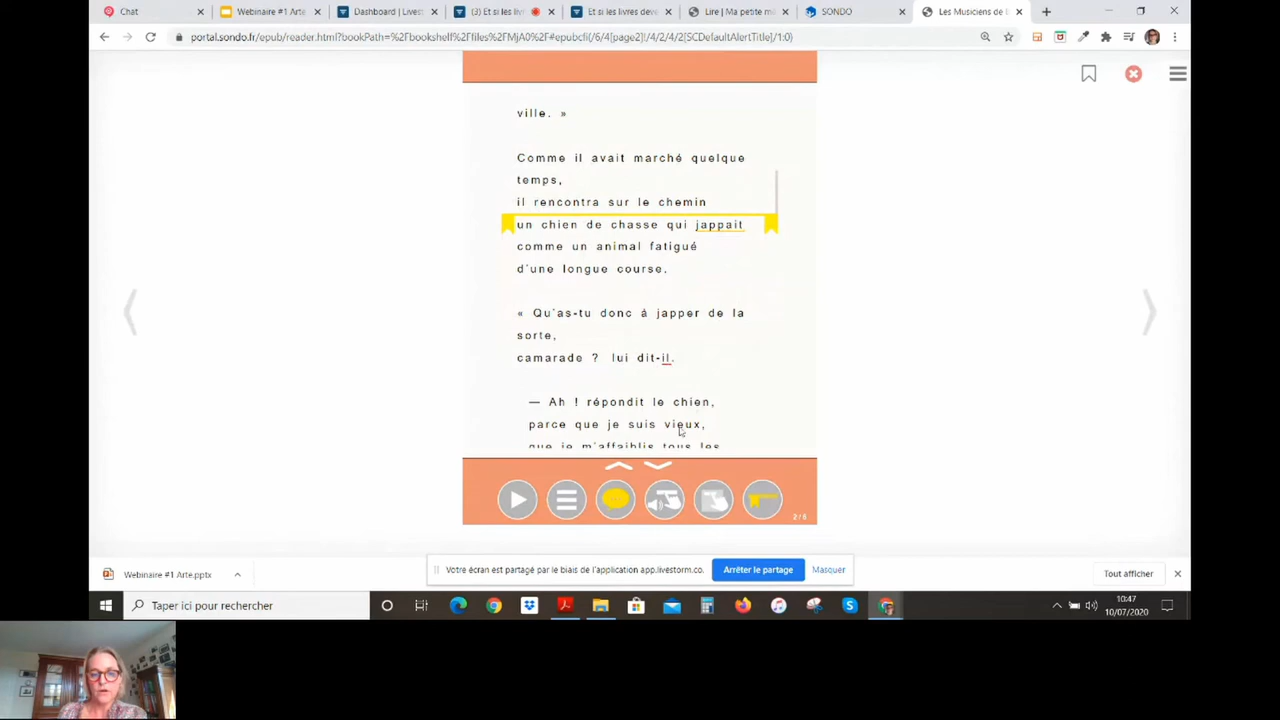 Chat
Webinaire #1 Arte
Dashboard | Livest
(3) Et si les livr
Et si les livres deve
Lire | Ma petite m
SONDO
Les Musiciens de B
portal.sondo.fr/epub/reader.html?bookPath=%2Fbookshelf%2Ffiles%2FMjA0%2F#epubcfi(/6/4[page2]!/4/2/4/2[SCDefaultAlertTitle]/1:0)
ville. »
Comme il avait marché quelque
temps,
il rencontra sur le chemin
un chien de chasse qui jappait
comme un animal fatigué
d'une longue course.
« Qu'as-tu donc à japper de la
sorte,
camarade ? lui dit-il.
— Ah ! répondit le chien,
parce que je suis vieux,
que je m'affaiblis tous les
2/8
Votre écran est partagé par le biais de l'application app.livestorm.co.
Arrêter le partage
Masquer
Webinaire #1 Arte.pptx
Tout afficher
Taper ici pour rechercher
10:47
10/07/2020